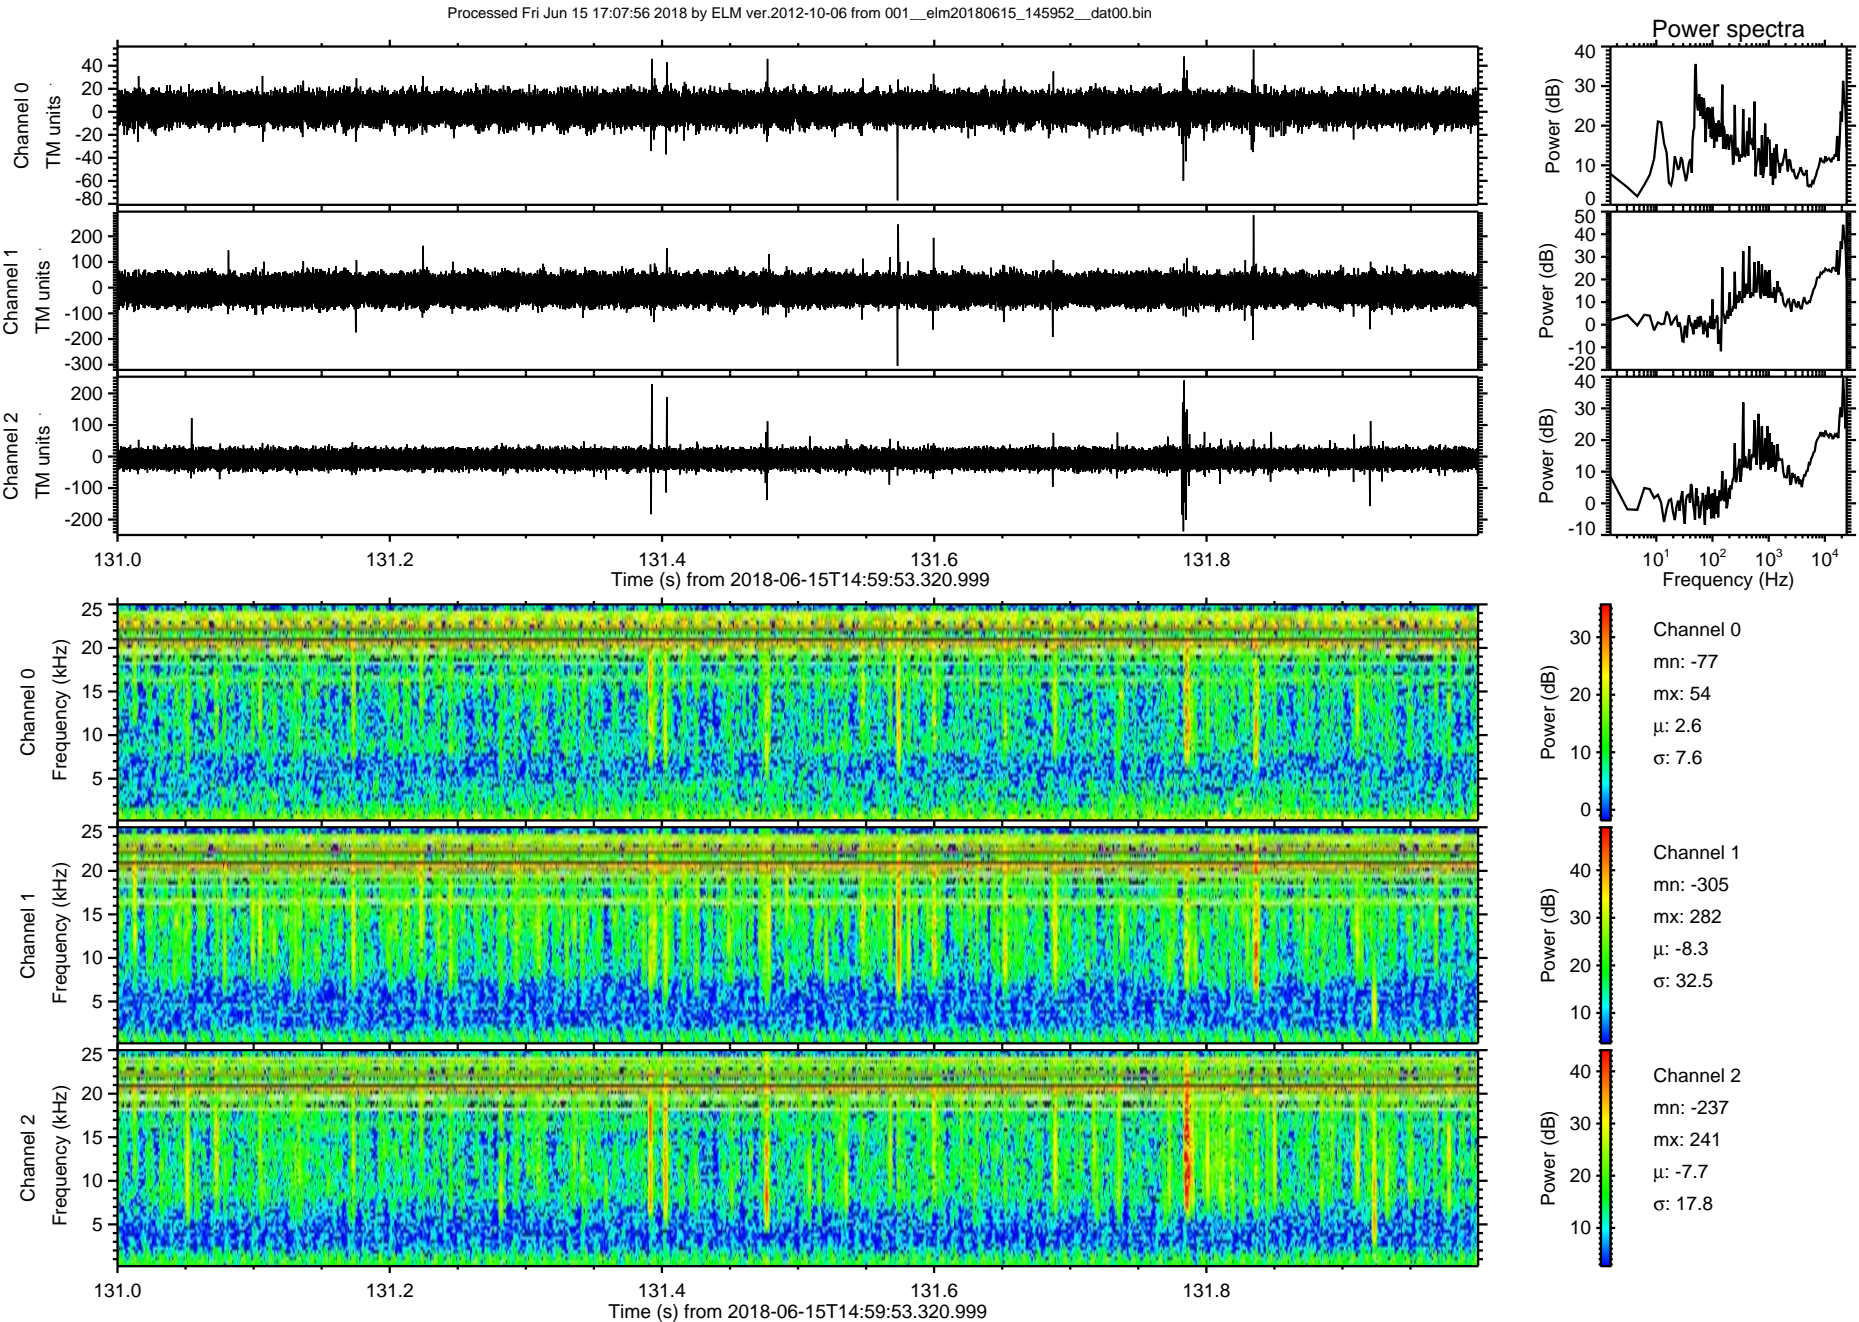 Processed Fri Jun 15 17:07:56 2018 by ELM ver.2012-10-06 from 001__elm20180615_145952__dat00.bin
Power spectra
Channel 0
TM units
40
20
0
-20
-40
-60
-80
Power (dB)
40
30
20
10
0
Channel 1
TM units
200
100
0
-100
-200
-300
Power (dB)
50
40
30
20
10
0
-10
-20
Channel 2
TM units
200
100
0
-100
-200
Power (dB)
40
30
20
10
0
-10
131.0 131.2 131.4 131.6 131.8
Time (s) from 2018-06-15T14:59:53.320.999
10¹ 10² 10³ 10⁴
Frequency (Hz)
Channel 0
Frequency (kHz)
25
20
15
10
5
Power (dB)
30
20
10
0
Channel 0
mn: -77
mx: 54
μ: 2.6
σ: 7.6
Channel 1
Frequency (kHz)
25
20
15
10
5
Power (dB)
40
30
20
10
Channel 1
mn: -305
mx: 282
μ: -8.3
σ: 32.5
Channel 2
Frequency (kHz)
25
20
15
10
5
Power (dB)
40
30
20
10
Channel 2
mn: -237
mx: 241
μ: -7.7
σ: 17.8
131.0 131.2 131.4 131.6 131.8
Time (s) from 2018-06-15T14:59:53.320.999